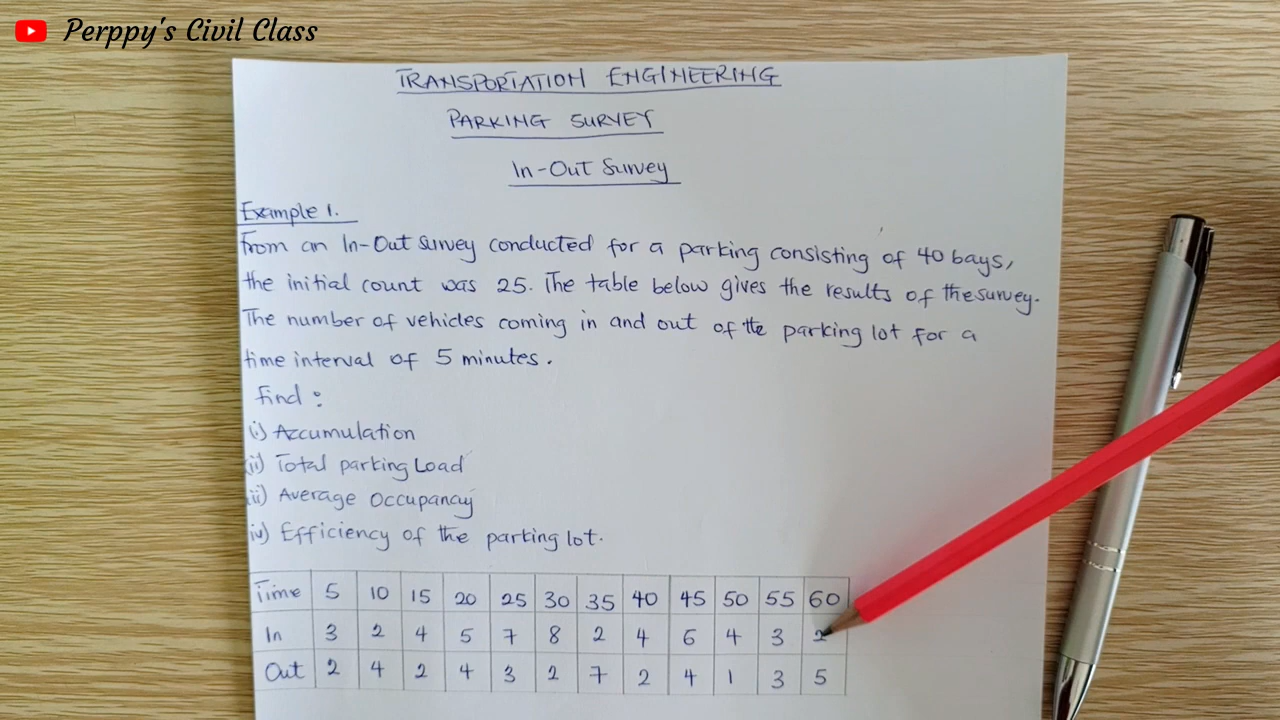 Perppy's Civil Class
TRANSPORTATION ENGINEERING
PARKING SURVEY
In-Out Survey
Example 1.
From an In-Out survey conducted for a parking consisting of 40 bays,
the initial count was 25. The table below gives the results of the survey.
The number of vehicles coming in and out of the parking lot for a
time interval of 5 minutes.
Find :
(i) Accumulation
(ii) Total parking Load
(iii) Average Occupancy
iv) Efficiency of the parking lot.
Time 5 10 15 20 25 30 35 40 45 50 55 60
In 3 2 4 5 7 8 2 4 6 4 3 2
Out 2 4 2 4 3 2 7 2 4 1 3 5